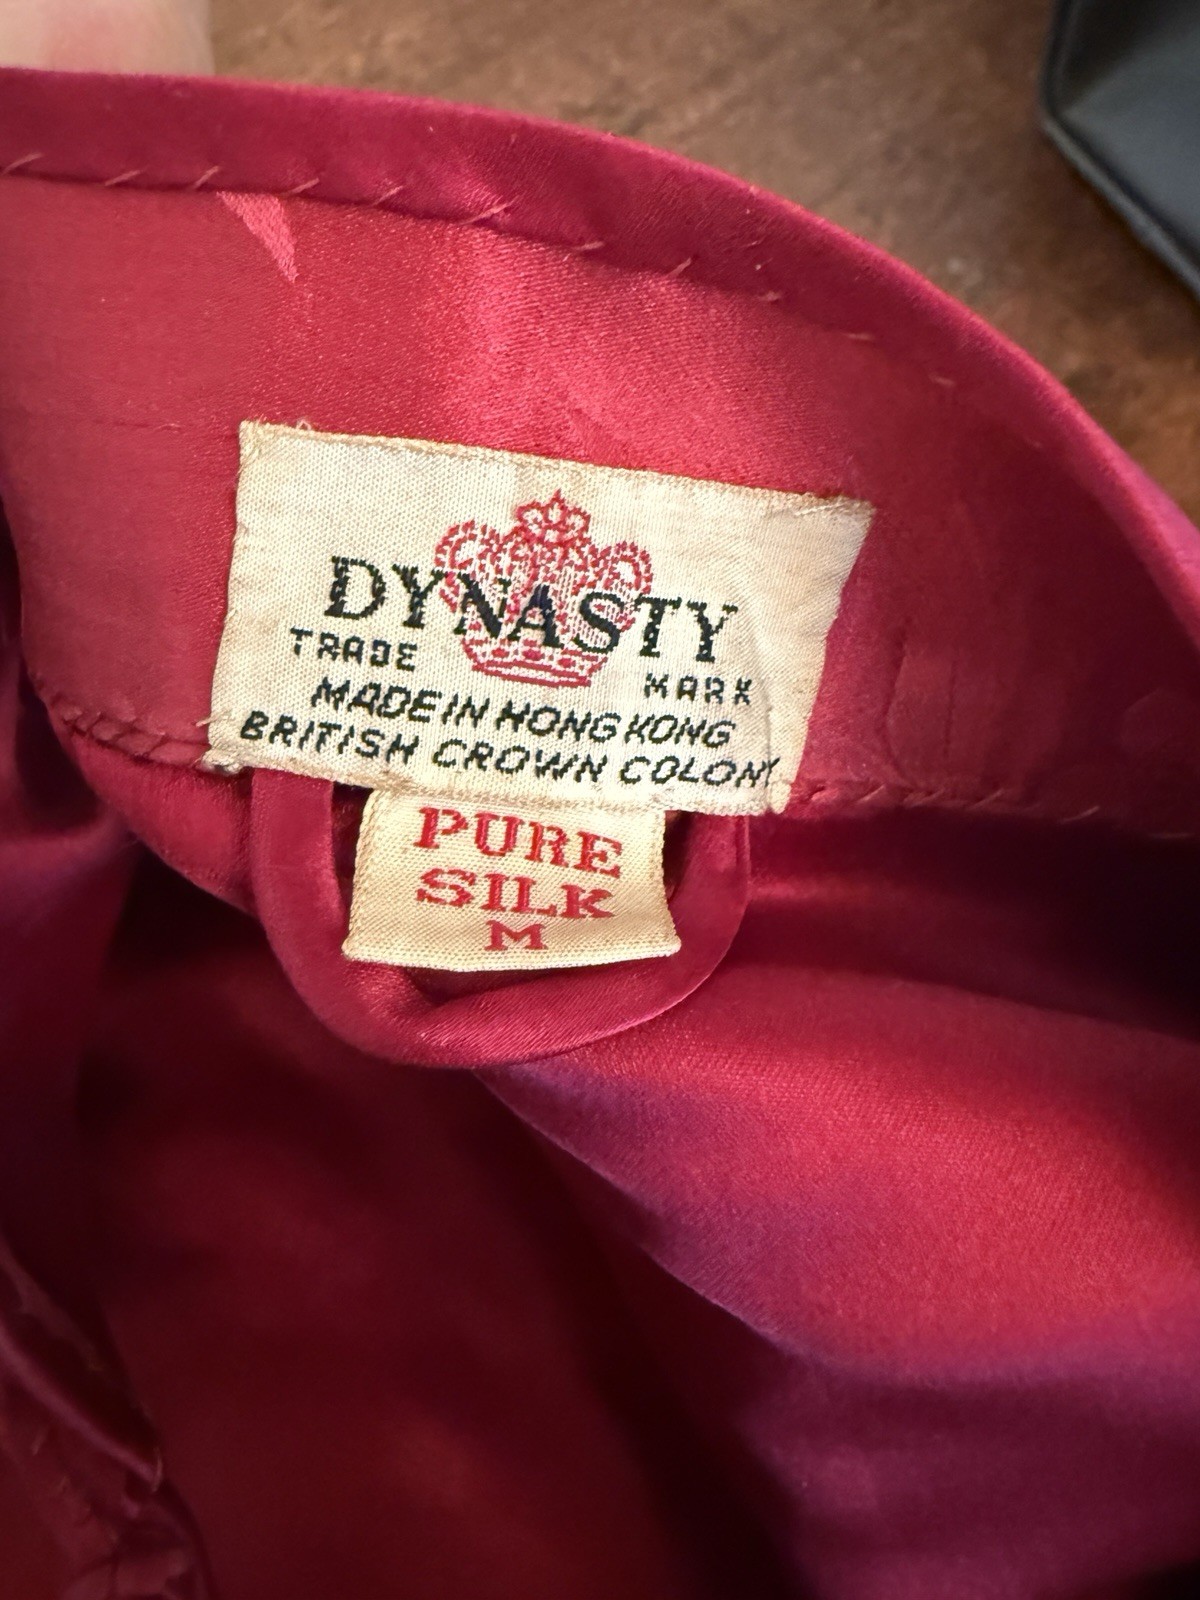 DYNASTY
TRADE MARK
MADE IN HONG KONG
BRITISH CROWN COLONY
PURE
SILK
M